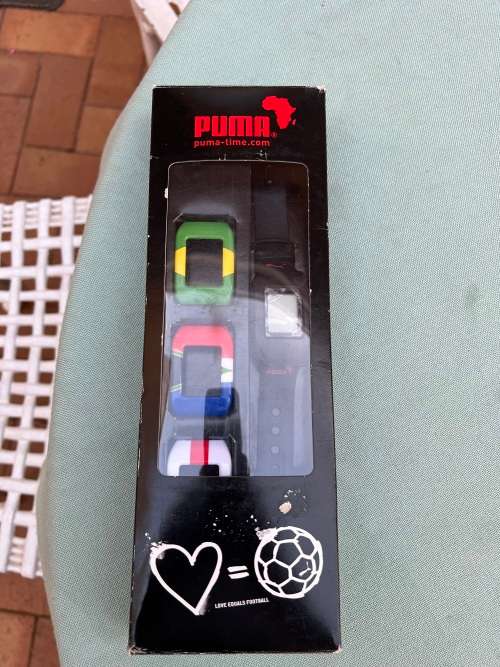 PUMA®
puma-time.com
=
LOVE EQUALS FOOTBALL